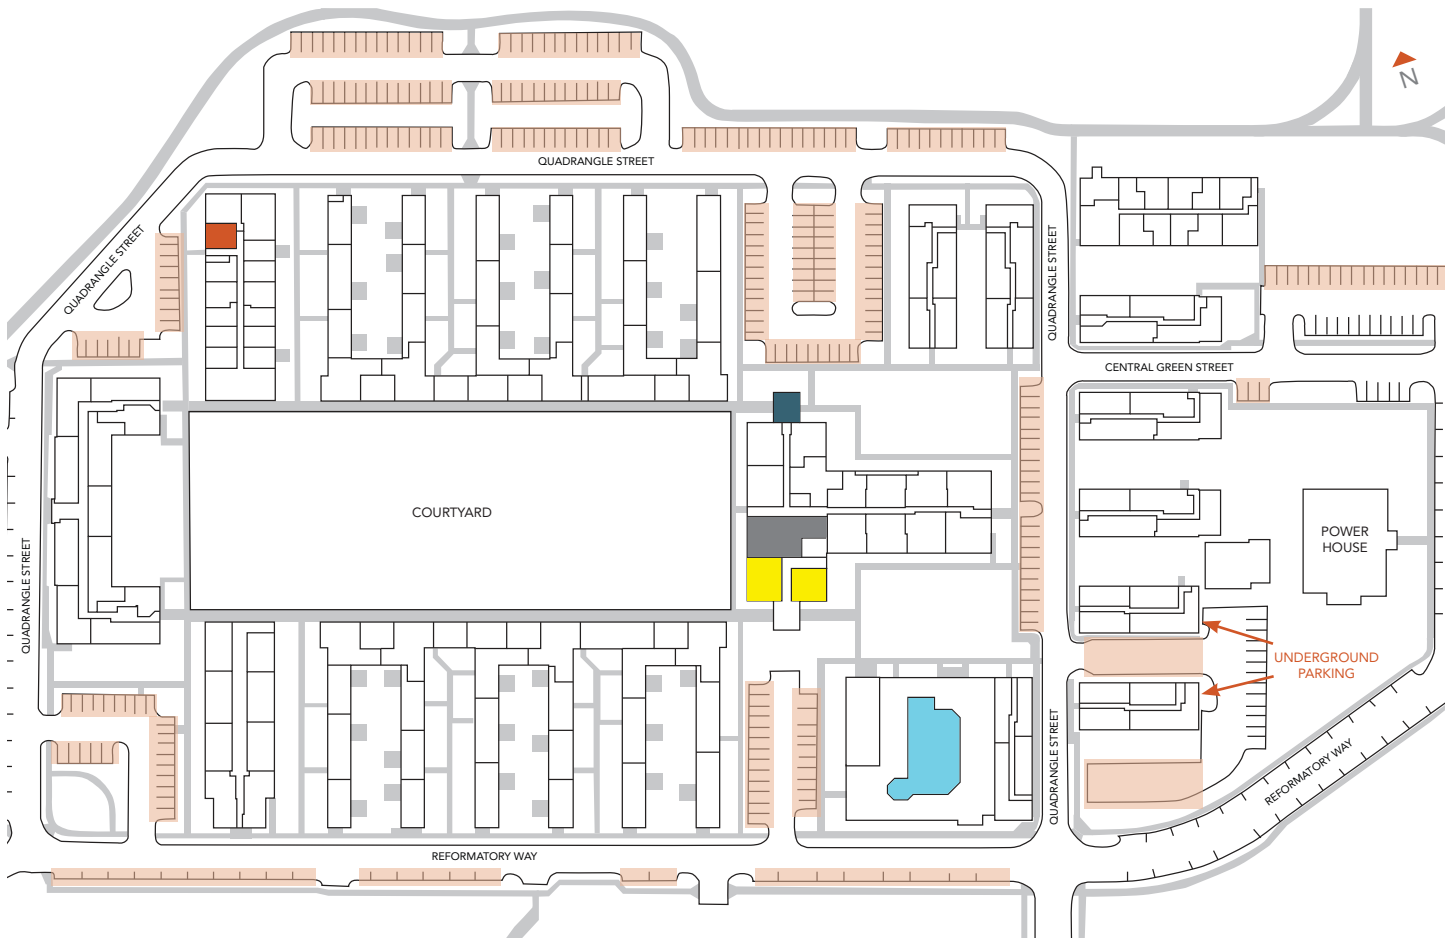 N
QUADRANGLE STREET
QUADRANGLE STREET
QUADRANGLE STREET
CENTRAL GREEN STREET
COURTYARD
POWER
HOUSE
QUADRANGLE STREET
UNDERGROUND
PARKING
QUADRANGLE STREET
REFORMATORY WAY
REFORMATORY WAY